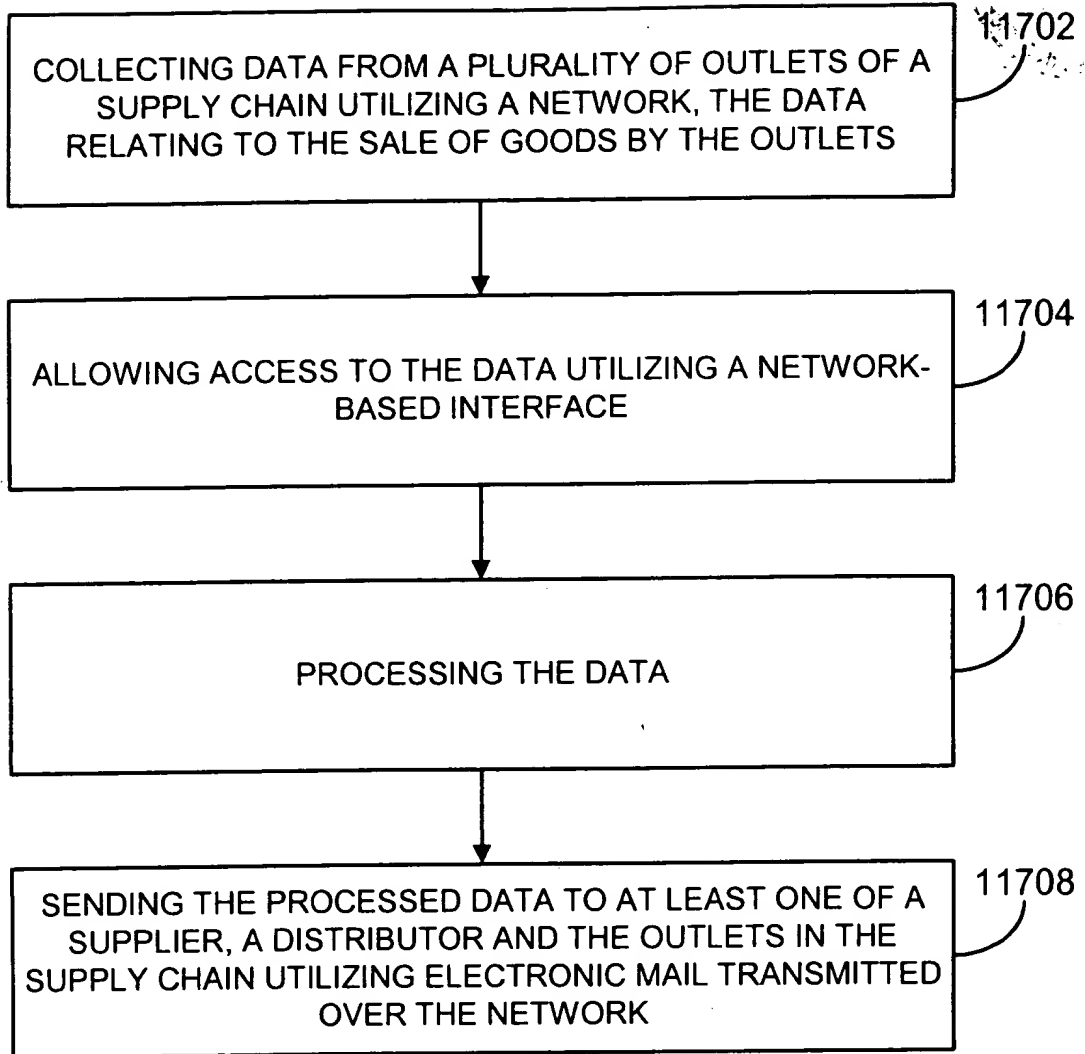 11702
COLLECTING DATA FROM A PLURALITY OF OUTLETS OF A
SUPPLY CHAIN UTILIZING A NETWORK, THE DATA
RELATING TO THE SALE OF GOODS BY THE OUTLETS
11704
ALLOWING ACCESS TO THE DATA UTILIZING A NETWORK-
BASED INTERFACE
11706
PROCESSING THE DATA
11708
SENDING THE PROCESSED DATA TO AT LEAST ONE OF A
SUPPLIER, A DISTRIBUTOR AND THE OUTLETS IN THE
SUPPLY CHAIN UTILIZING ELECTRONIC MAIL TRANSMITTED
OVER THE NETWORK